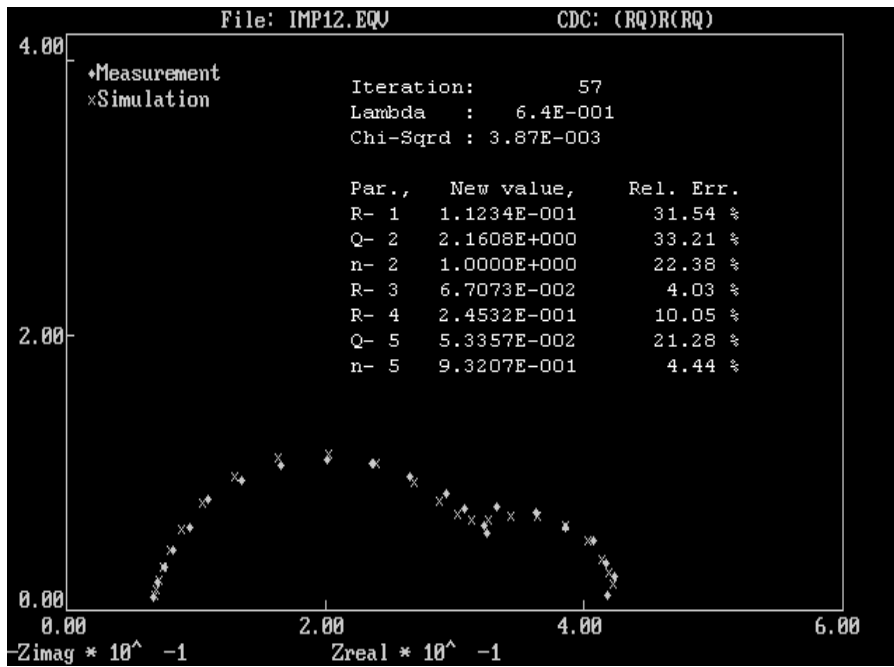 File: IMP12.EQV CDC: (RQ)R(RQ)
4.00
♦Measurement
×Simulation
Iteration: 57
Lambda : 6.4E-001
Chi-Sqrd : 3.87E-003
Par., New value, Rel. Err.
R- 1 1.1234E-001 31.54 %
Q- 2 2.1608E+000 33.21 %
n- 2 1.0000E+000 22.38 %
R- 3 6.7073E-002 4.03 %
R- 4 2.4532E-001 10.05 %
2.00
Q- 5 5.3357E-002 21.28 %
n- 5 9.3207E-001 4.44 %
0.00
0.00 2.00 4.00 6.00
-Zimag * 10^ -1 Zreal * 10^ -1